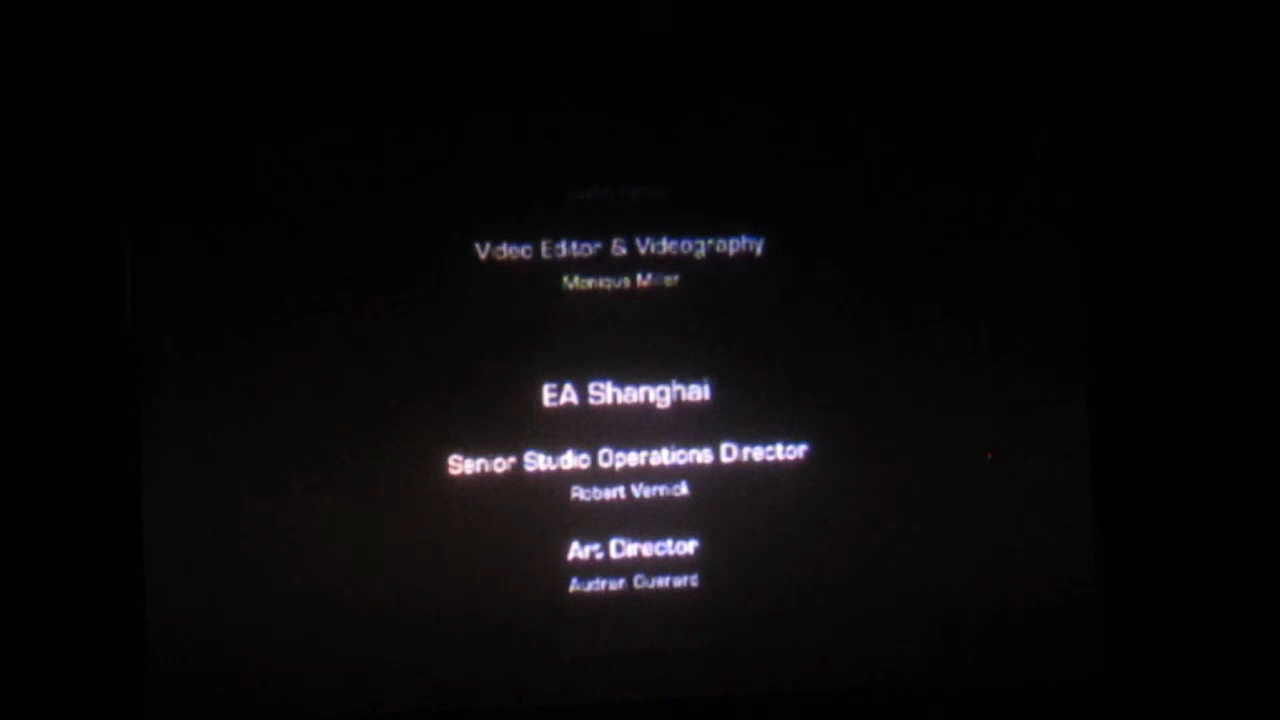 Video Editor & Videography
Monique Miller
EA Shanghai
Senior Studio Operations Director
Robert Vernick
Art Director
Audran Guerard